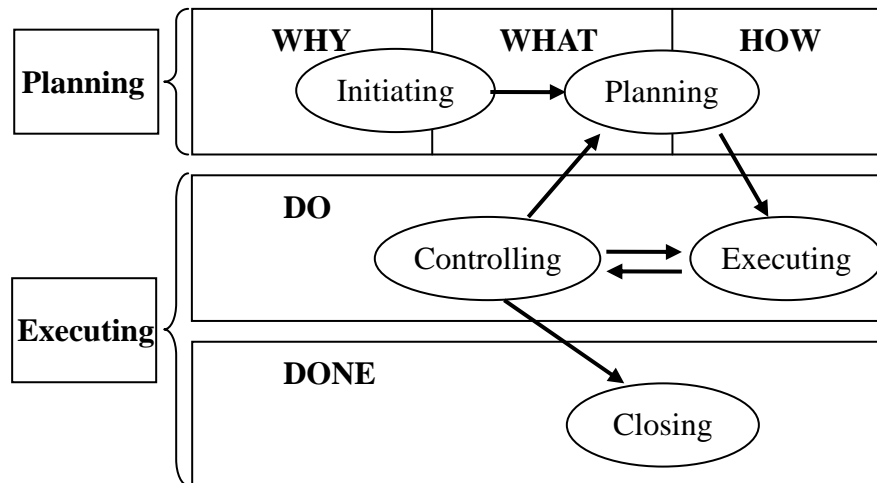 WHY WHAT HOW
Planning
Initiating
Planning
DO
Controlling
Executing
Executing
DONE
Closing